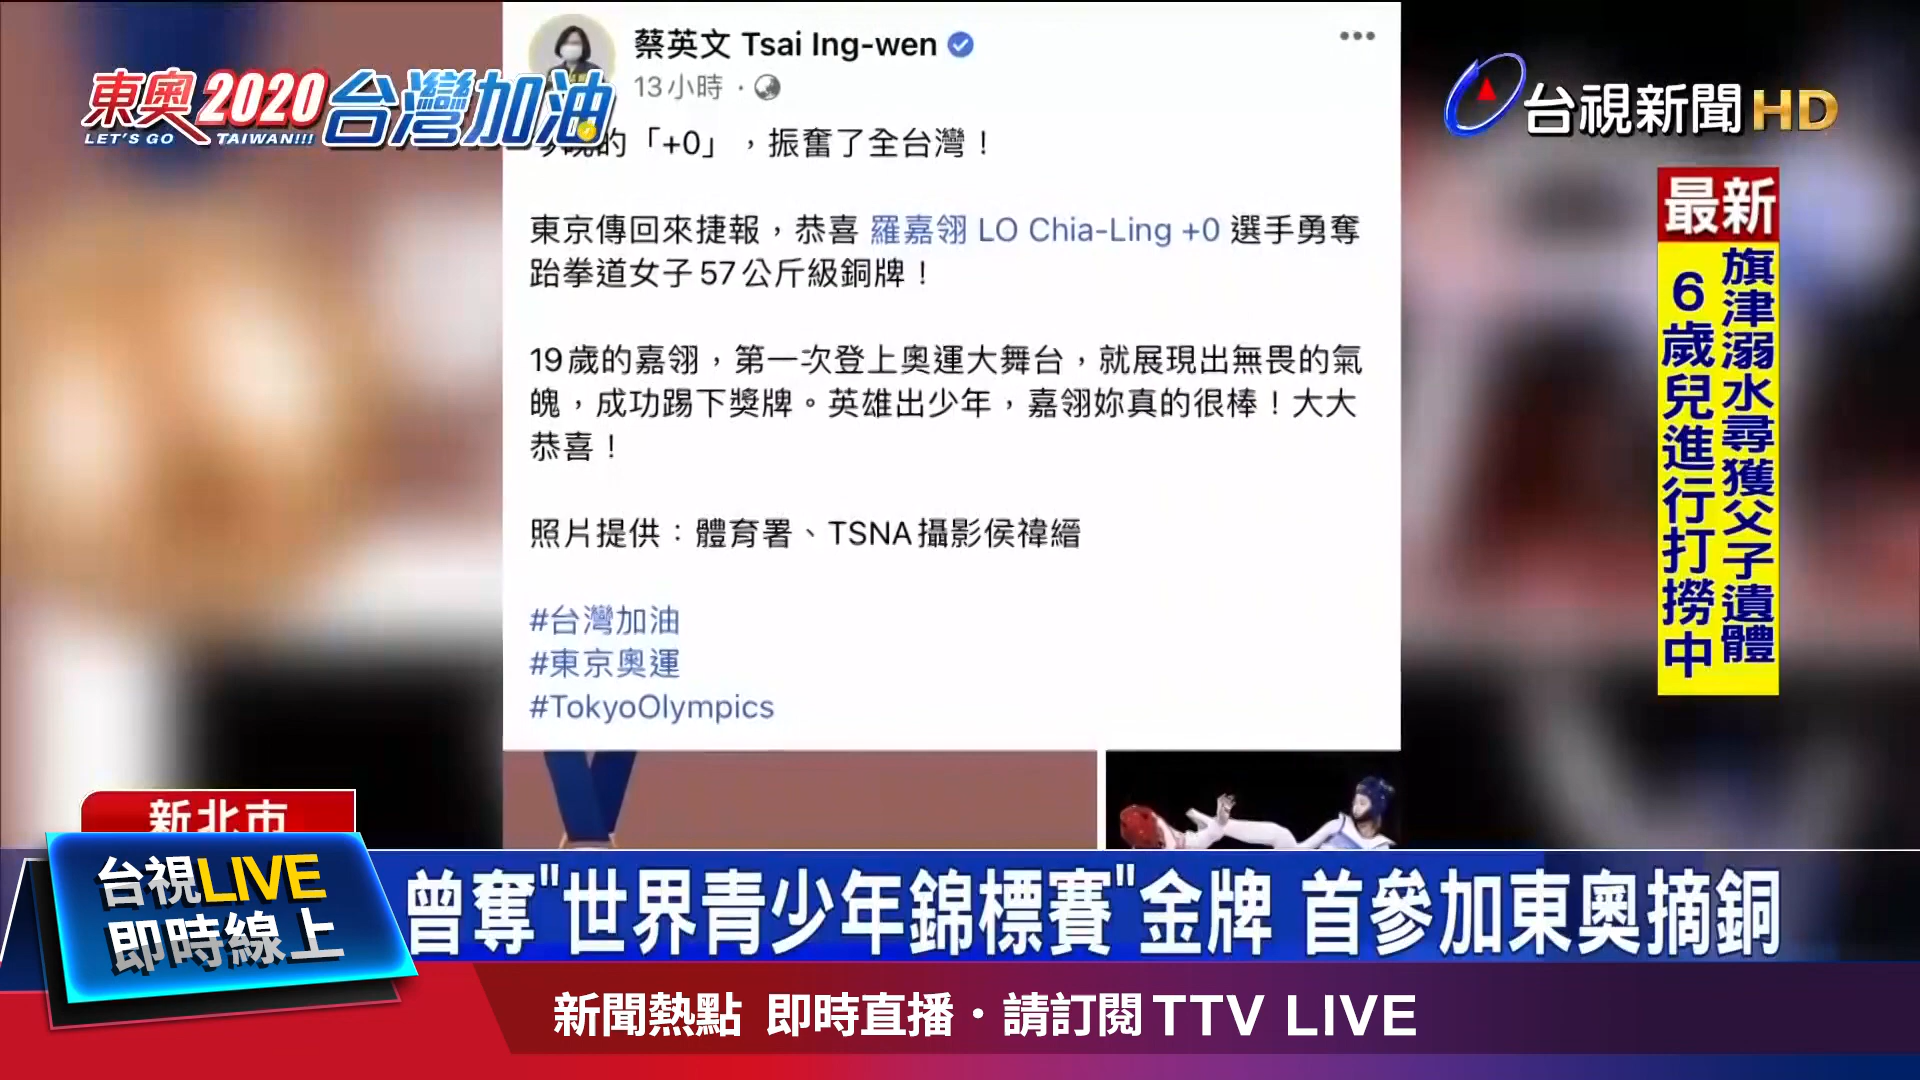 蔡英文 Tsai Ing-wen
13小時 ·
東奧2020台灣加油
LET'S GO TAIWAN!!!
的「+0」,振奮了全台灣!
東京傳回來捷報,恭喜 羅嘉翎 LO Chia-Ling +0 選手勇奪
跆拳道女子57公斤級銅牌!
19歲的嘉翎,第一次登上奧運大舞台,就展現出無畏的氣
魄,成功踢下獎牌。英雄出少年,嘉翎妳真的很棒!大大
恭喜!
照片提供:體育署、TSNA攝影侯禕縉
#台灣加油
#東京奧運
#TokyoOlympics
台視新聞HD
最新
旗津溺水尋獲父子遺體
6歲兒進行打撈中
新北市
台視LIVE
即時線上
曾奪"世界青少年錦標賽"金牌 首參加東奧摘銅
新聞熱點 即時直播・請訂閱TTV LIVE